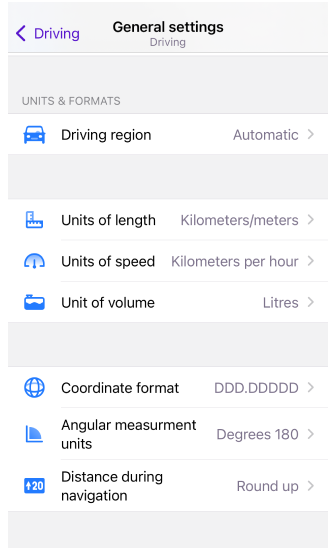 General settings
Driving
Driving
UNITS & FORMATS
Driving region Automatic
Units of length Kilometers/meters
Units of speed Kilometers per hour
Unit of volume Litres
Coordinate format DDD.DDDDD
Angular measurment
units Degrees 180
Distance during
navigation Round up
20